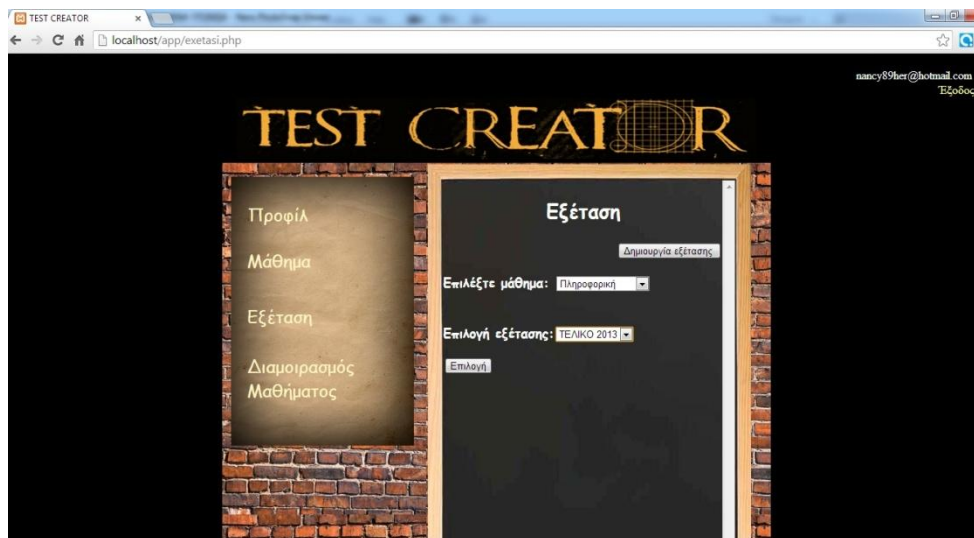 TEST CREATOR
localhost/app/exetasi.php
nancy89her@hotmail.com
Έξοδος
TEST CREATOR
Προφίλ
Μάθημα
Εξέταση
Διαμοιρασμός
Μαθήματος
Εξέταση
Δημιουργία εξέτασης
Επιλέξτε μάθημα: Πληροφορική
Επιλογή εξέτασης: ΤΕΛΙΚΟ 2013
Επιλογή